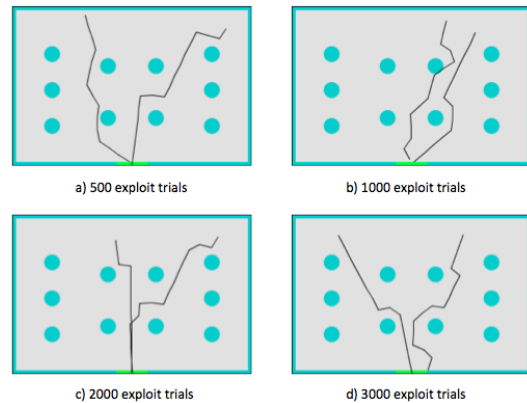 a) 500 exploit trials
b) 1000 exploit trials
c) 2000 exploit trials
d) 3000 exploit trials